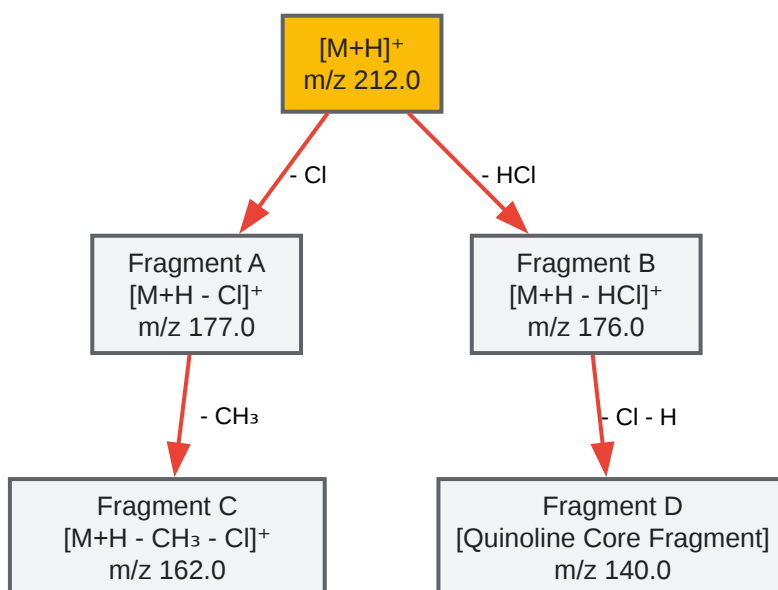 [M+H]⁺
m/z 212.0
- Cl
- HCl
Fragment A
[M+H - Cl]⁺
m/z 177.0
Fragment B
[M+H - HCl]⁺
m/z 176.0
- CH₃
- Cl - H
Fragment C
[M+H - CH₃ - Cl]⁺
m/z 162.0
Fragment D
[Quinoline Core Fragment]
m/z 140.0